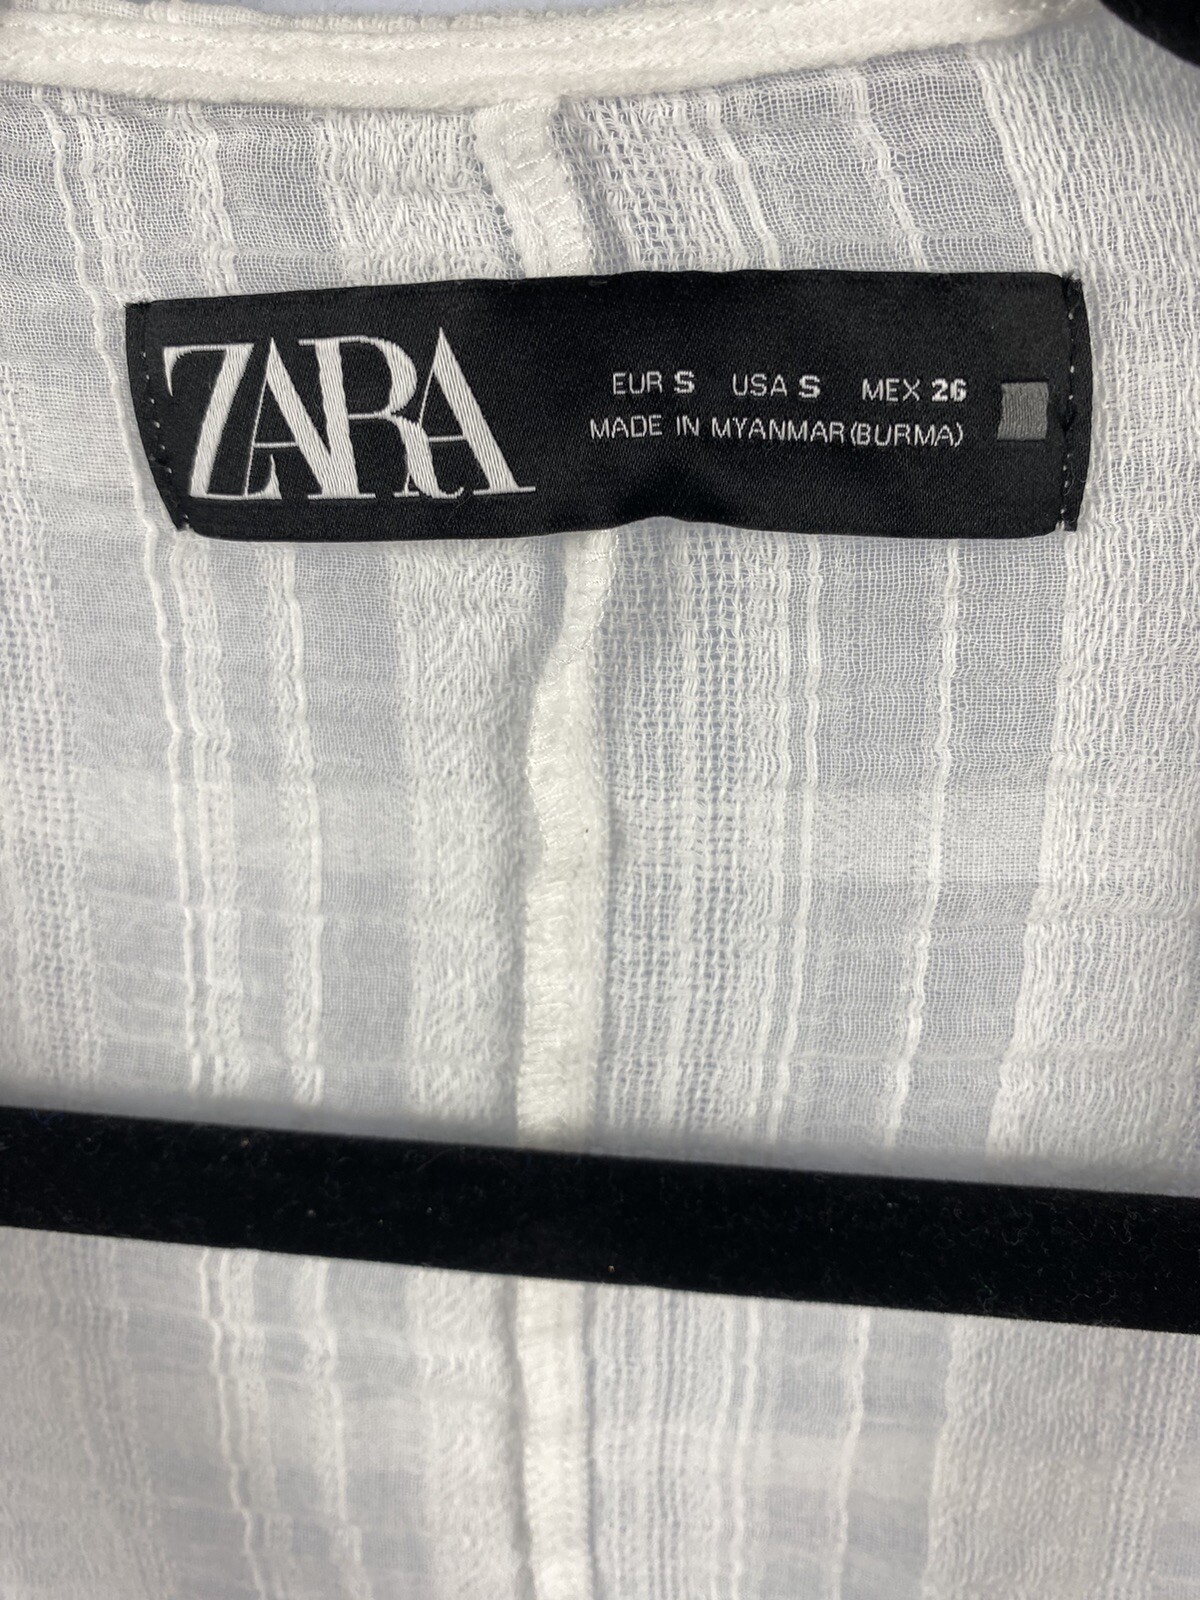 ZARA
EUR S USA S MEX 26
MADE IN MYANMAR (BURMA)